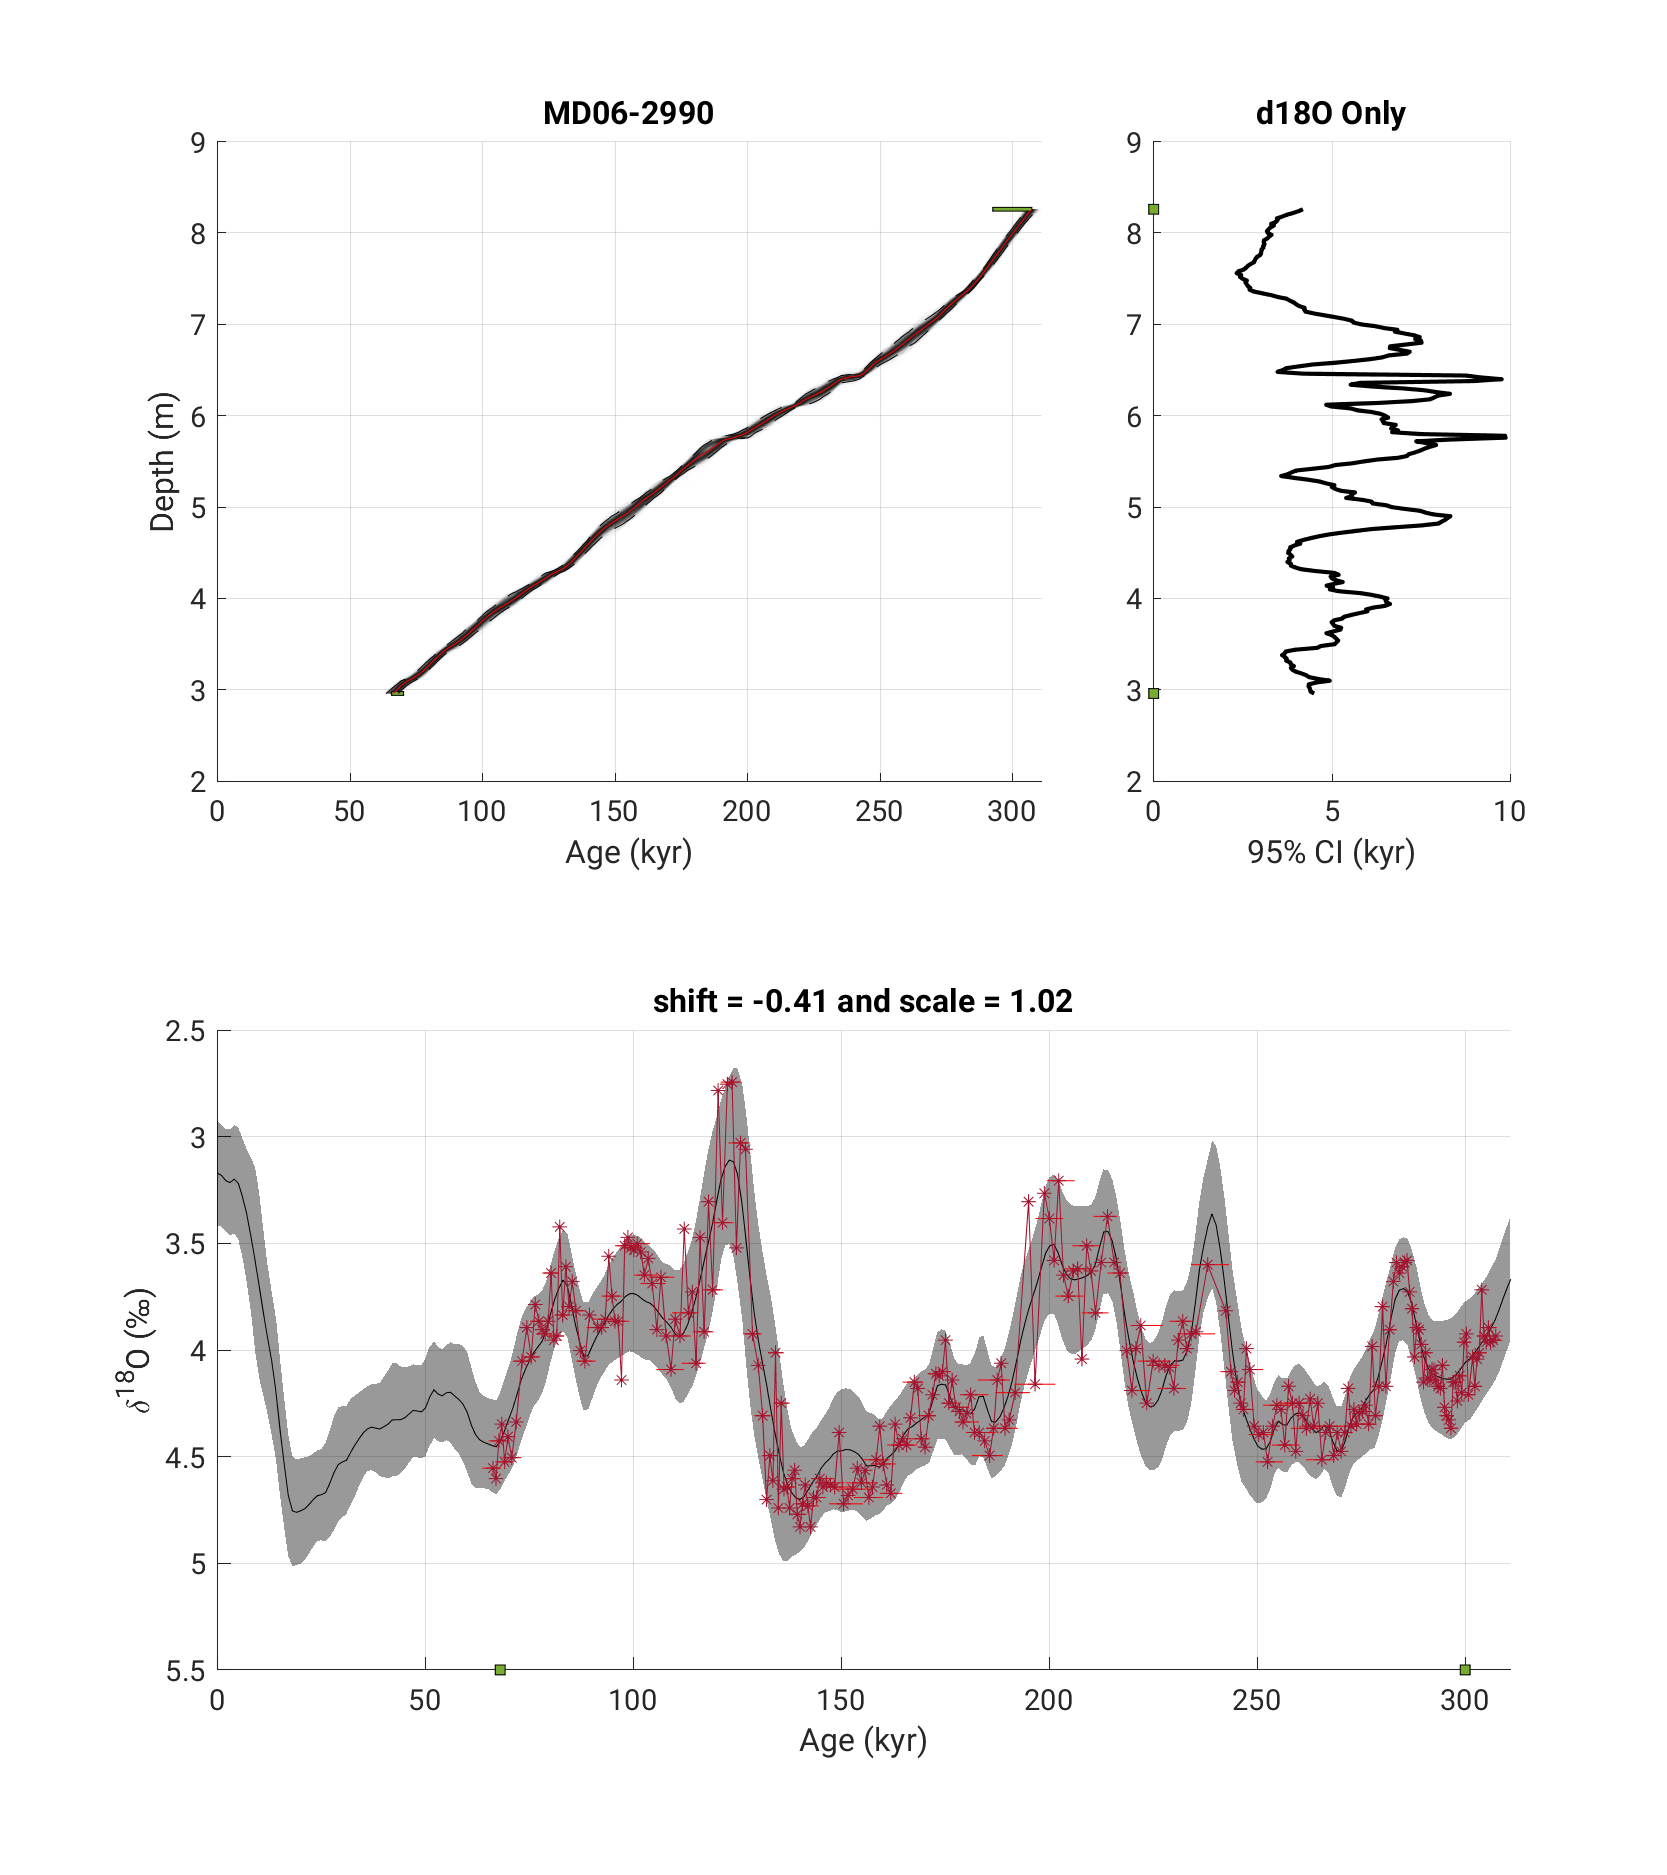 MD06-2990
9
8
7
6
5
4
3
2
Depth (m)
0 50 100 150 200 250 300
Age (kyr)
d18O Only
9
8
7
6
5
4
3
2
0 5 10
95% CI (kyr)
shift = -0.41 and scale = 1.02
2.5
3
3.5
4
4.5
5
5.5
δ18O (‰)
0 50 100 150 200 250 300
Age (kyr)